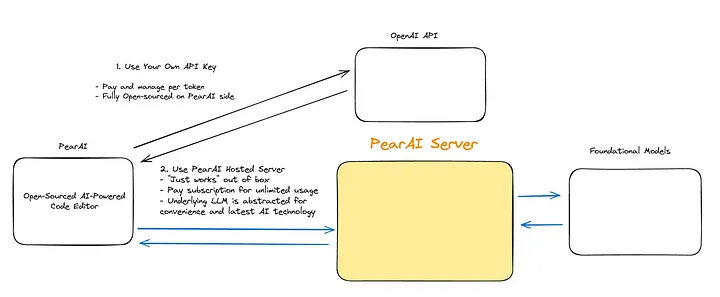 OpenAI API
1. Use Your Own API Key
- Pay and manage per token
- Fully Open-sourced on PearAI side
PearAI Server
Foundational Models
PearAI
Open-Sourced AI-Powered
Code Editor
2. Use PearAI Hosted Server
- "Just works" out of box
- Pay subscription for unlimited usage
- Underlying LLM is abstracted for
convenience and latest AI technology